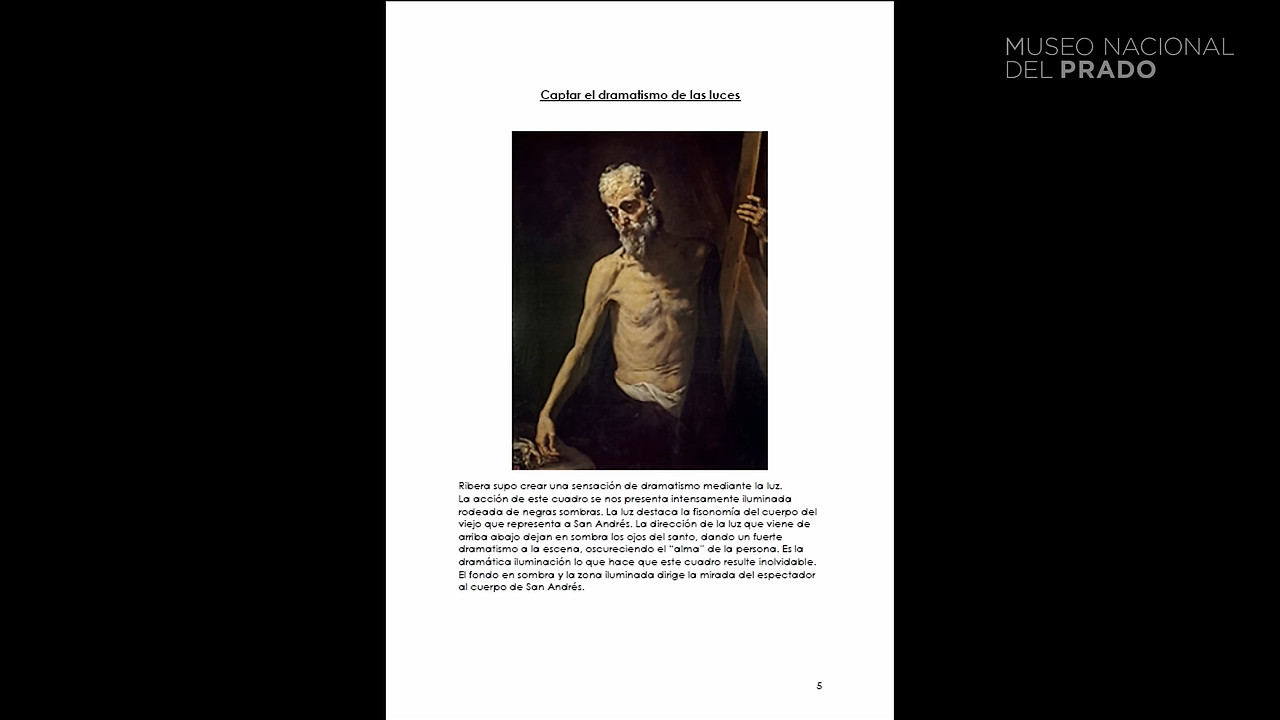 MUSEO NACIONAL
DEL PRADO
Captar el dramatismo de las luces
Ribera supo crear una sensación de dramatismo mediante la luz.
La acción de este cuadro se nos presenta intensamente iluminada
rodeada de negras sombras. La luz destaca la fisonomía del cuerpo del
viejo que representa a San Andrés. La dirección de la luz que viene de
arriba abajo dejan en sombra los ojos del santo, dando un fuerte
dramatismo a la escena, oscureciendo el "alma" de la persona. Es la
dramática iluminación lo que hace que este cuadro resulte inolvidable.
El fondo en sombra y la zona iluminada dirige la mirada del espectador
al cuerpo de San Andrés.
5